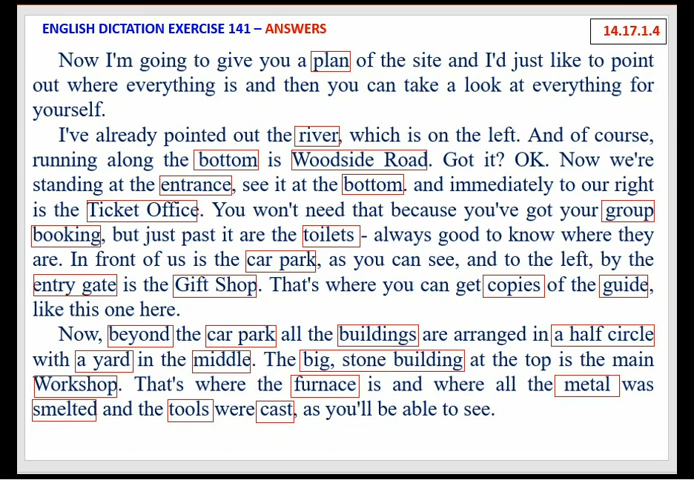 ENGLISH DICTATION EXERCISE 141 – ANSWERS
14.17.1.4
Now I'm going to give you a plan of the site and I'd just like to point
out where everything is and then you can take a look at everything for
yourself.
I've already pointed out the river, which is on the left. And of course,
running along the bottom is Woodside Road. Got it? OK. Now we're
standing at the entrance, see it at the bottom. and immediately to our right
is the Ticket Office. You won't need that because you've got your group
booking, but just past it are the toilets - always good to know where they
are. In front of us is the car park, as you can see, and to the left, by the
entry gate is the Gift Shop. That's where you can get copies of the guide,
like this one here.
Now, beyond the car park all the buildings are arranged in a half circle
with a yard in the middle. The big, stone building at the top is the main
Workshop. That's where the furnace is and where all the metal was
smelted and the tools were cast, as you'll be able to see.